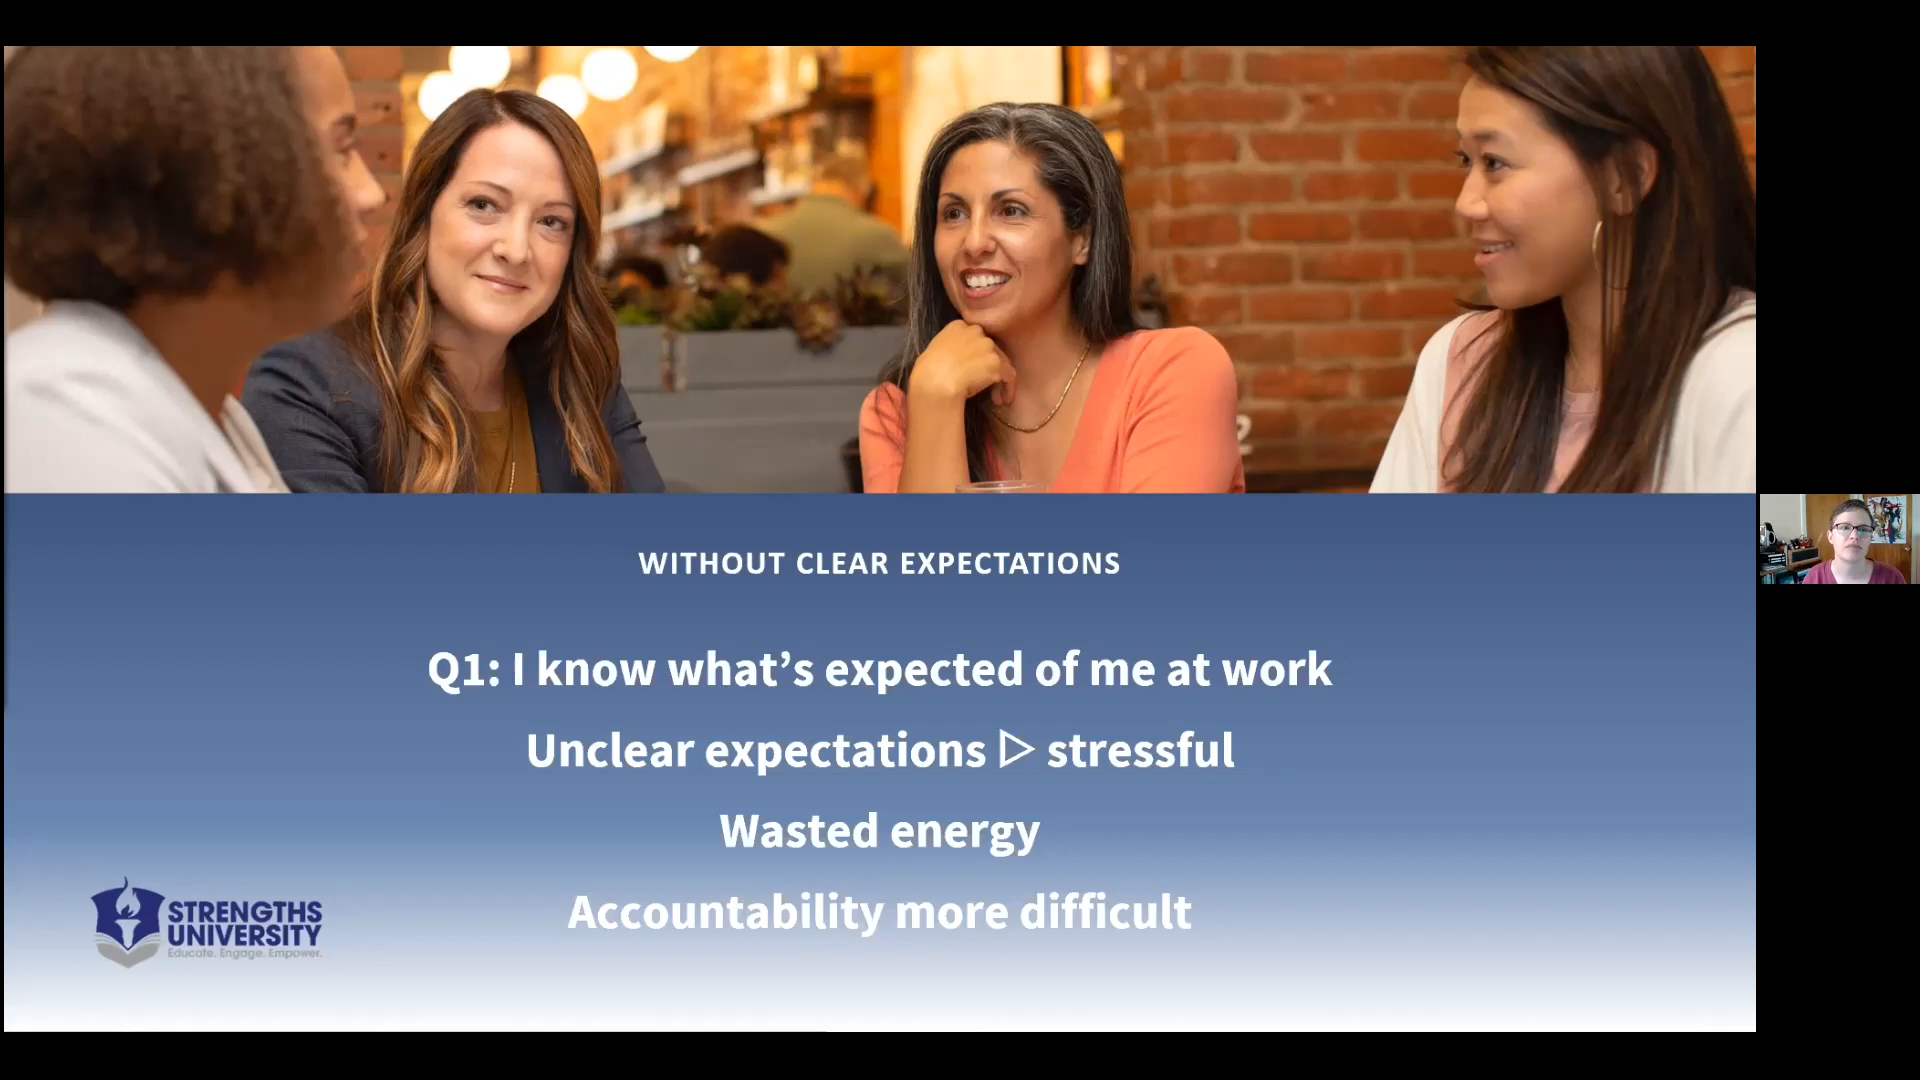 WITHOUT CLEAR EXPECTATIONS
Q1: I know what’s expected of me at work
Unclear expectations ▷ stressful
Wasted energy
Accountability more difficult
STRENGTHS
UNIVERSITY
Educate. Engage. Empower.